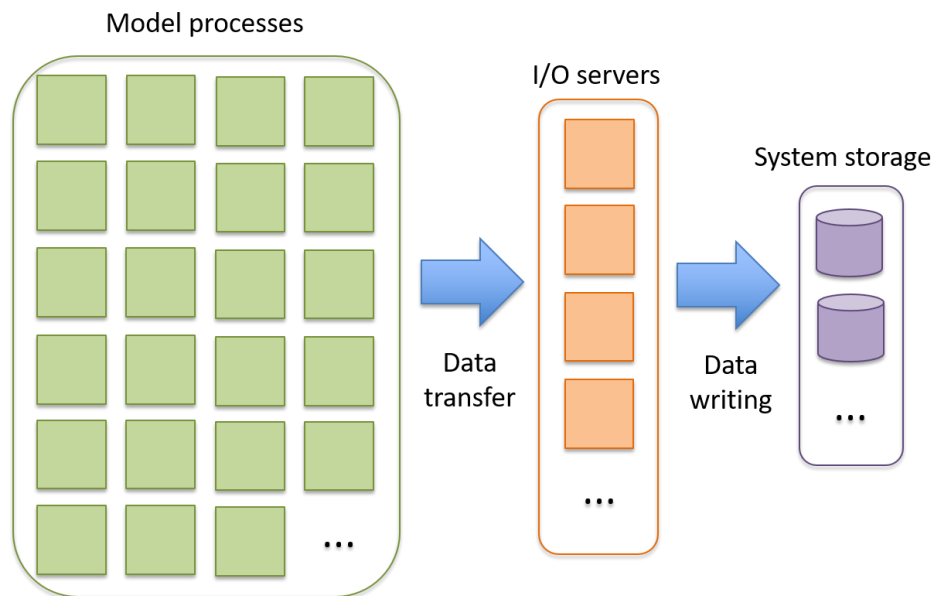 Model processes
I/O servers
System storage
Data
transfer
Data
writing
...
...
...